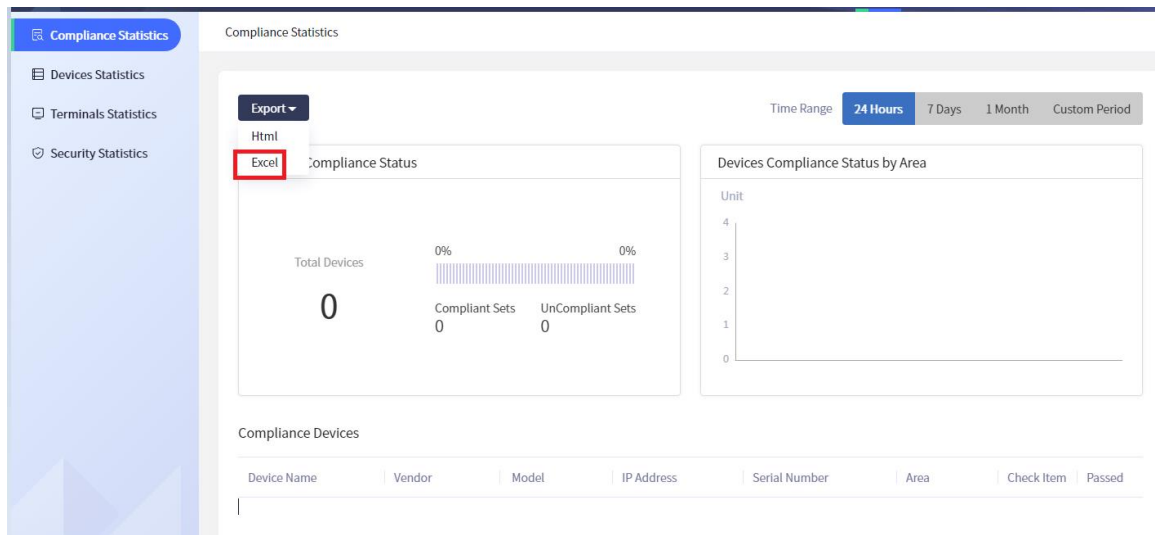 Compliance Statistics
Devices Statistics
Terminals Statistics
Security Statistics
Compliance Statistics
Export
Html
Excel
Time Range 24 Hours 7 Days 1 Month Custom Period
Compliance Status
Total Devices
0
0% 0%
Compliant Sets UnCompliant Sets
0 0
Devices Compliance Status by Area
Unit
4
3
2
1
0
Compliance Devices
Device Name Vendor Model IP Address Serial Number Area Check Item Passed